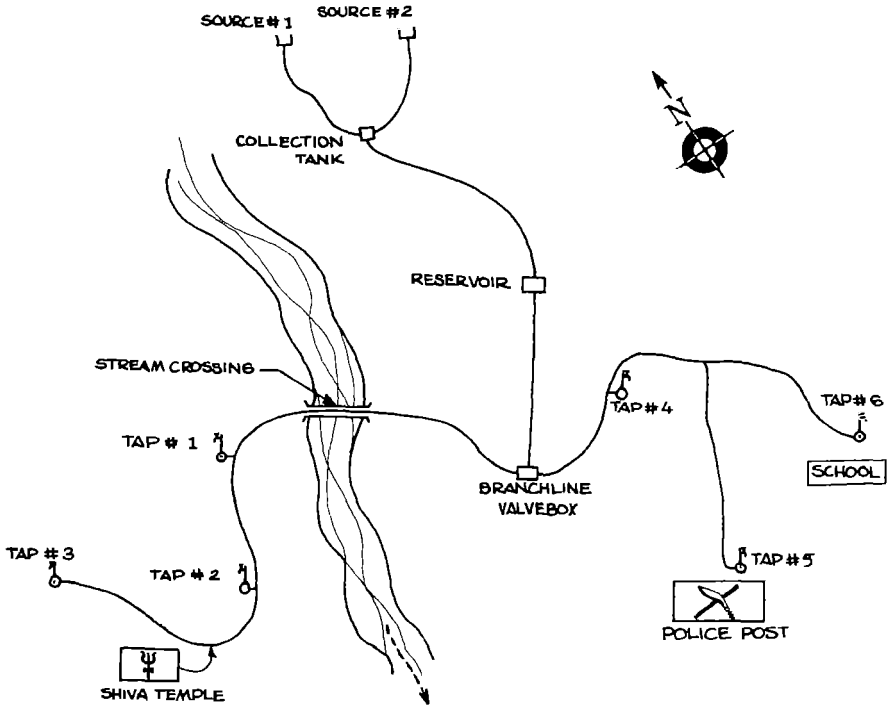 SOURCE #1
SOURCE #2
COLLECTION
TANK
N
RESERVOIR
STREAM CROSSING
TAP #4
TAP #6
TAP # 1
SCHOOL
BRANCHLINE
VALVEBOX
TAP #3
TAP #2
TAP #5
POLICE POST
SHIVA TEMPLE